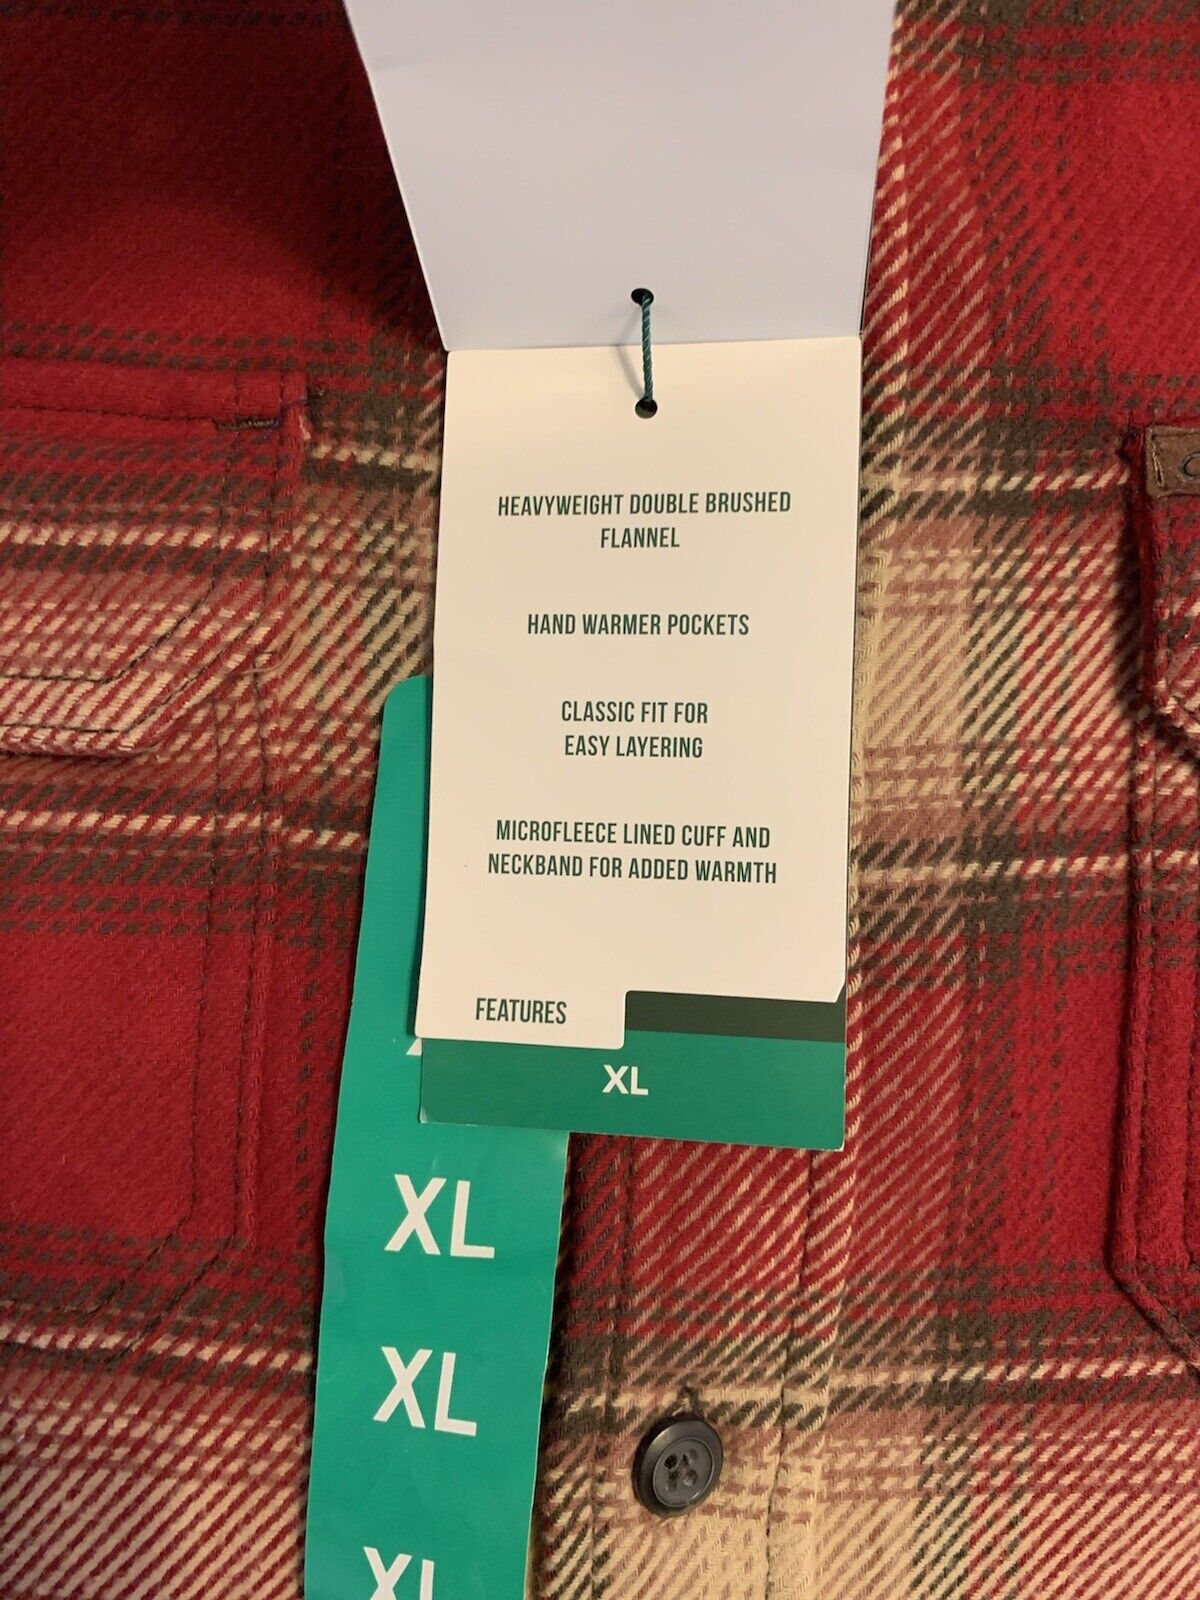 HEAVYWEIGHT DOUBLE BRUSHED
FLANNEL
HAND WARMER POCKETS
CLASSIC FIT FOR
EASY LAYERING
MICROFLEECE LINED CUFF AND
NECKBAND FOR ADDED WARMTH
FEATURES
XL
XL
XL
XL